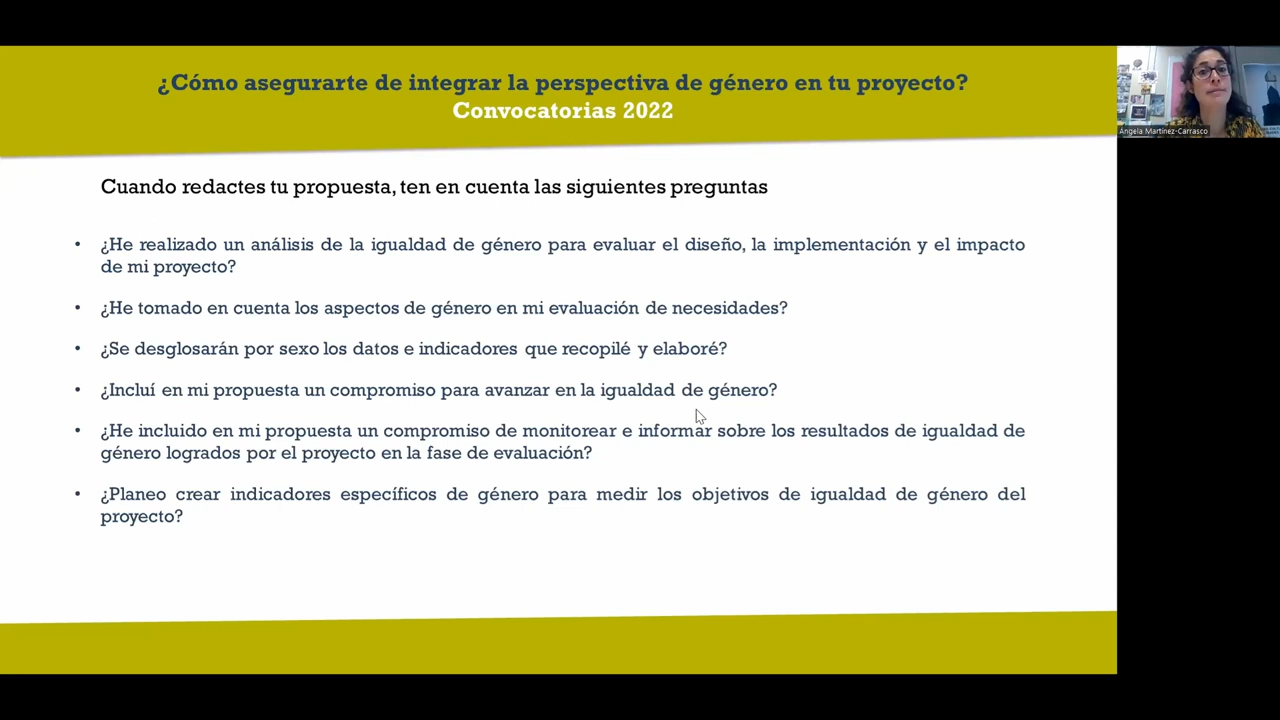 ¿Cómo asegurarte de integrar la perspectiva de género en tu proyecto?
Convocatorias 2022
Ángela Martínez-Carrasco
Cuando redactes tu propuesta, ten en cuenta las siguientes preguntas
• ¿He realizado un análisis de la igualdad de género para evaluar el diseño, la implementación y el impacto
de mi proyecto?
• ¿He tomado en cuenta los aspectos de género en mi evaluación de necesidades?
• ¿Se desglosarán por sexo los datos e indicadores que recopilé y elaboré?
• ¿Incluí en mi propuesta un compromiso para avanzar en la igualdad de género?
• ¿He incluido en mi propuesta un compromiso de monitorear e informar sobre los resultados de igualdad de
género logrados por el proyecto en la fase de evaluación?
• ¿Planeo crear indicadores específicos de género para medir los objetivos de igualdad de género del
proyecto?